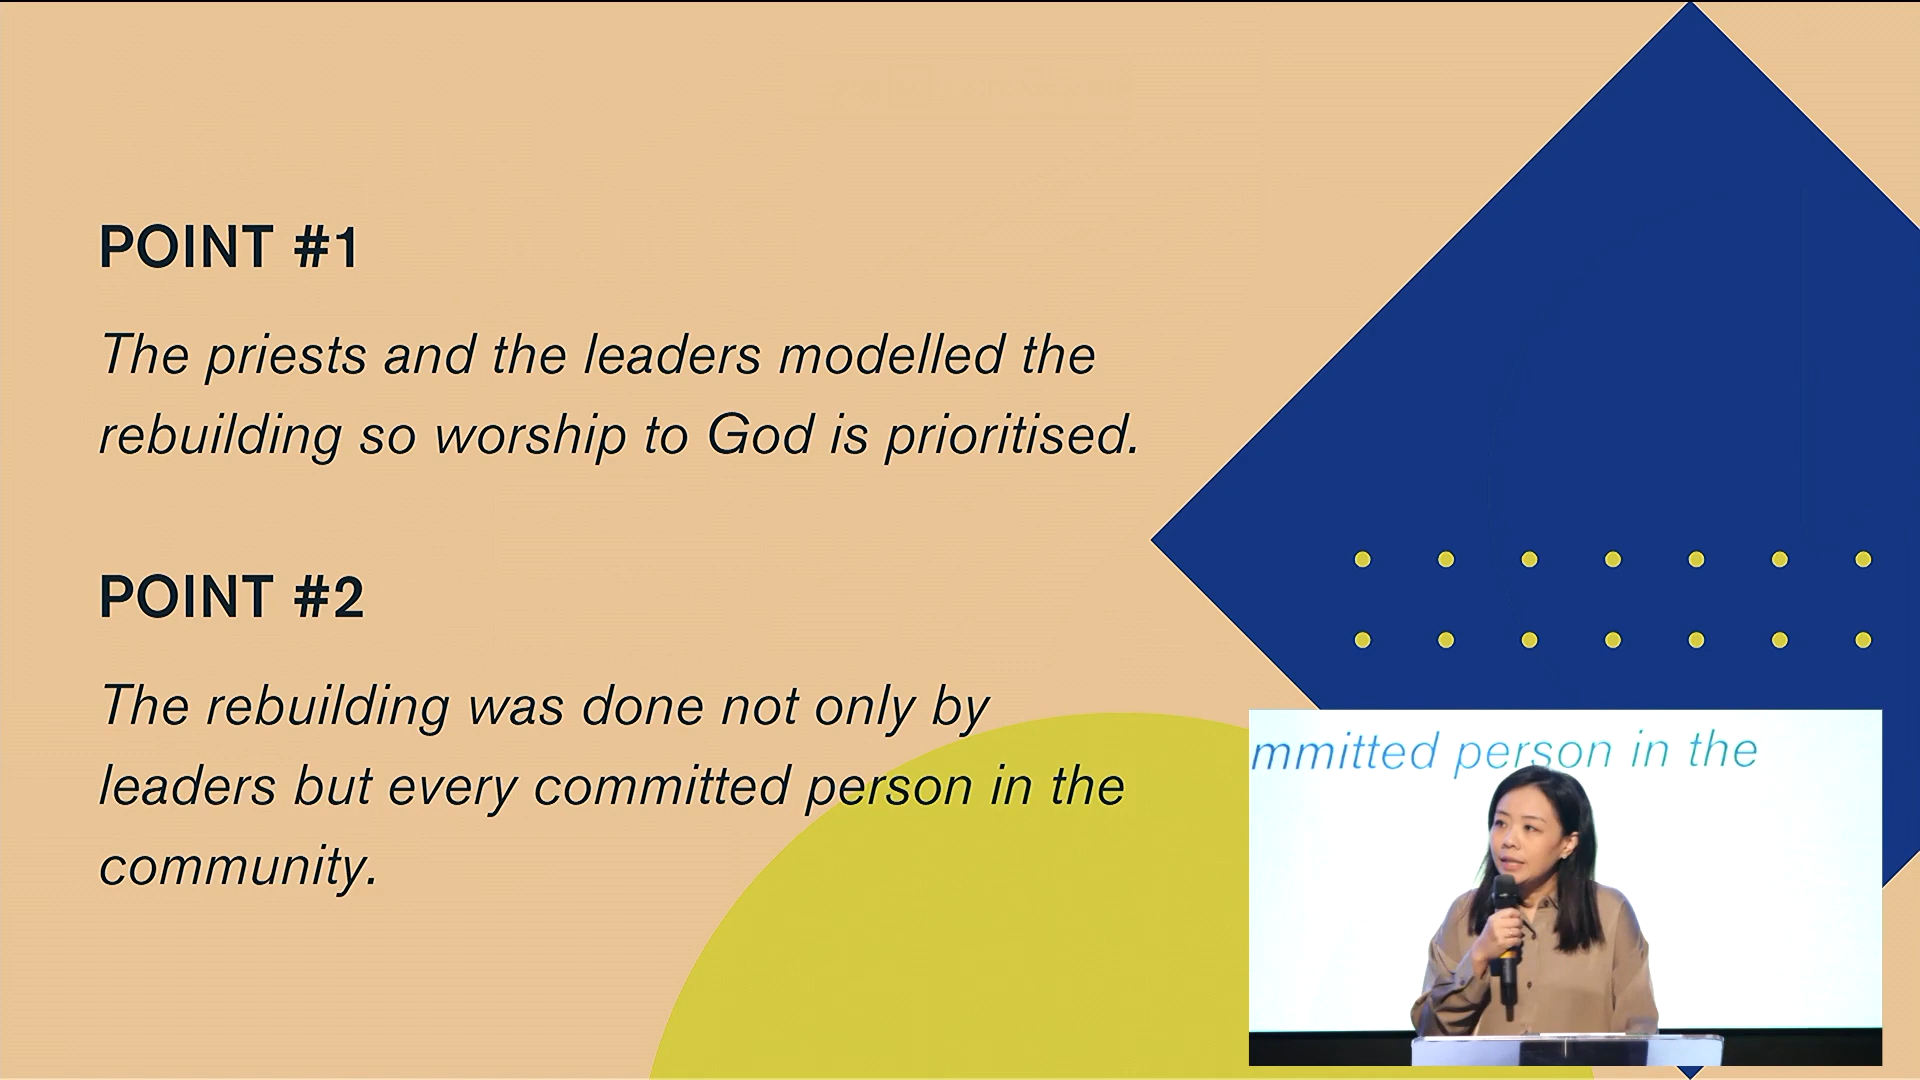 POINT #1
The priests and the leaders modelled the
rebuilding so worship to God is prioritised.
POINT #2
The rebuilding was done not only by
leaders but every committed person in the
community.
mmitted person in the